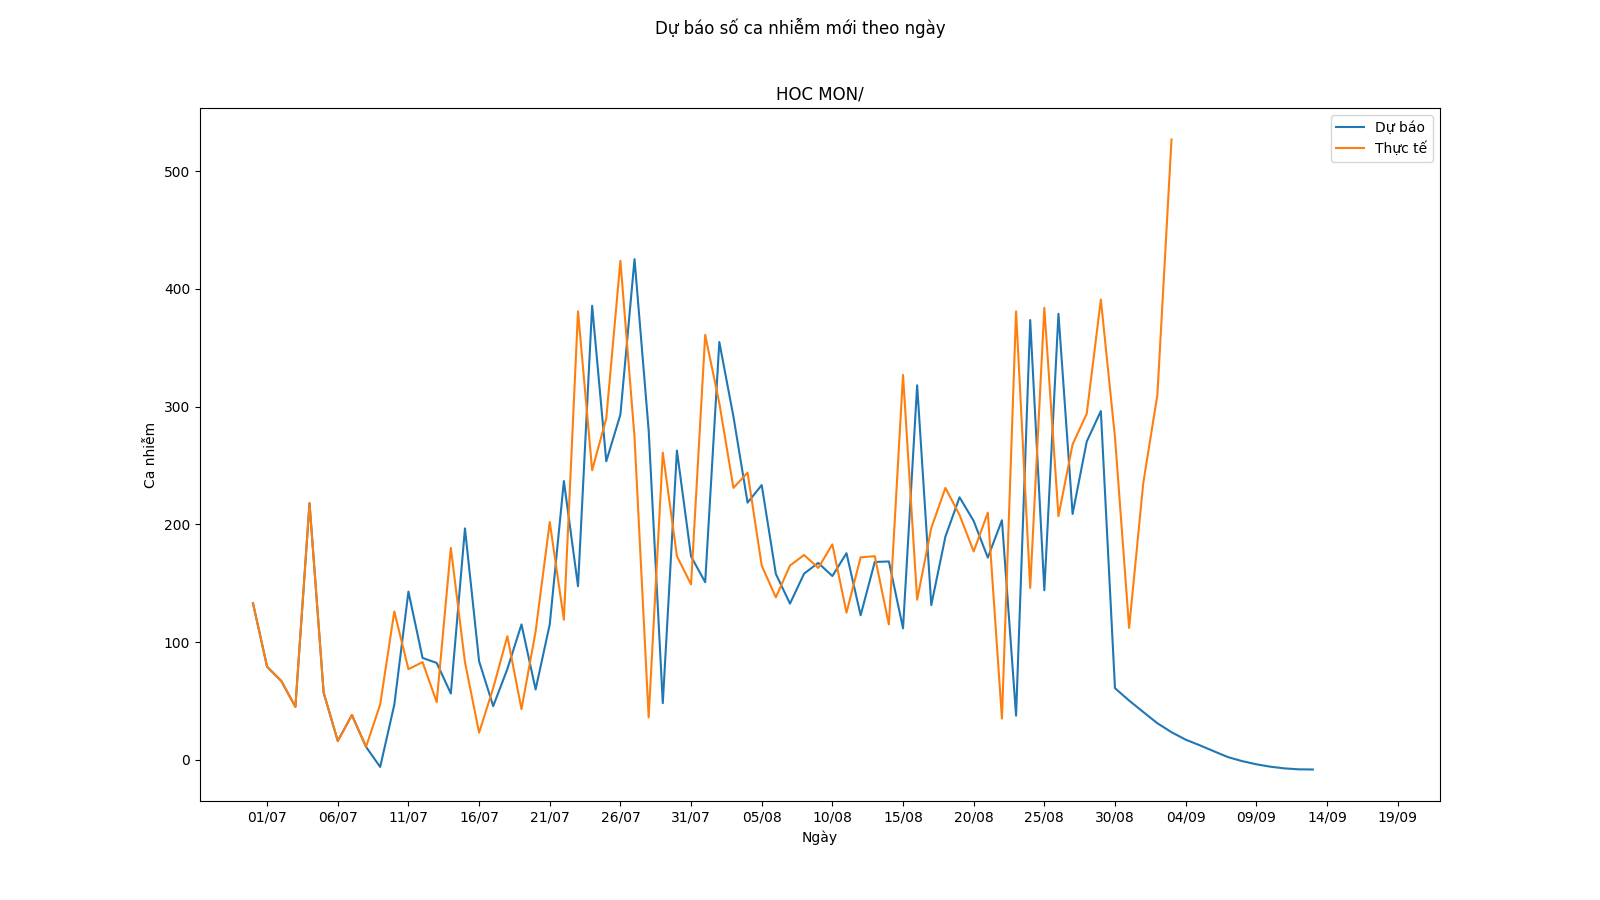 Dự báo số ca nhiễm mới theo ngày
HOC MON/
Dự báo
Thực tế
500
400
300
200
100
0
Ca nhiễm
01/07 06/07 11/07 16/07 21/07 26/07 31/07 05/08 10/08 15/08 20/08 25/08 30/08 04/09 09/09 14/09 19/09
Ngày